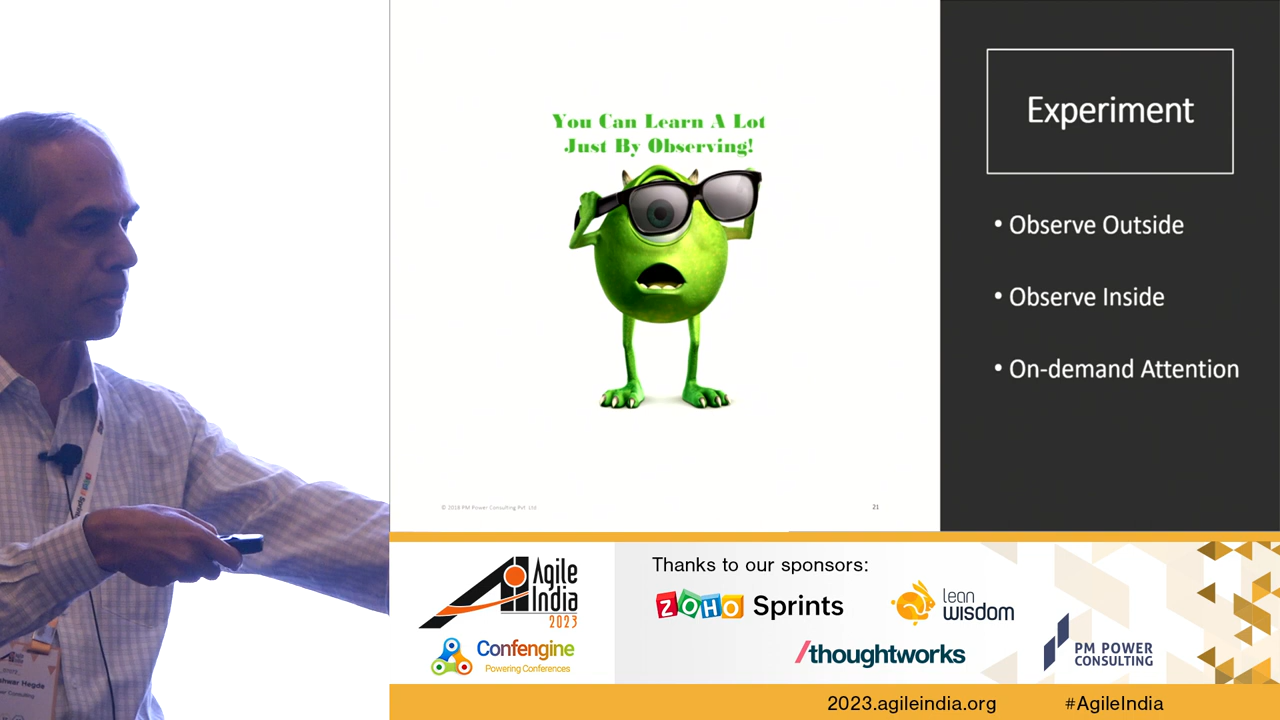 You Can Learn A Lot
Just By Observing!
© 2018 PM Power Consulting Pvt. Ltd
21
Experiment
• Observe Outside
• Observe Inside
• On-demand Attention
Agile
India
2023
Confengine
Powering Conferences
Thanks to our sponsors:
ZOHO Sprints
lean
wisdom
/thoughtworks
PM POWER
CONSULTING
2023.agileindia.org
#AgileIndia
Hegde
Consulting